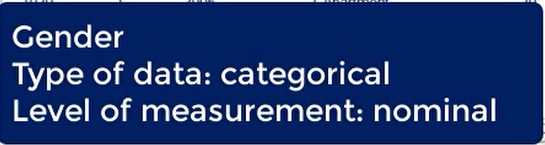 Gender
Type of data: categorical
Level of measurement: nominal